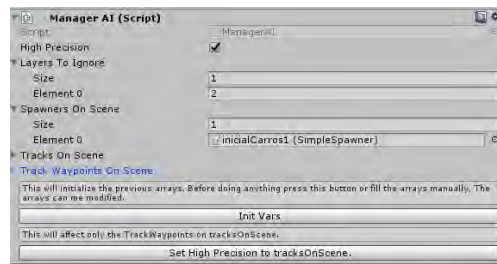 Manager AI (Script)
Script ManagerAI
High Precision
Layers To Ignore
Size 1
Element 0 2
Spawners On Scene
Size 1
Element 0 inicialCarros1 (SimpleSpawner)
Tracks On Scene
Track Waypoints On Scene
This will initialize the previous arrays. Before doing anything press this button or fill the arrays manually. The
arrays can me modified.
Init Vars
This will affect only the TrackWaypoints on tracksOnScene.
Set High Precision to tracksOnScene.